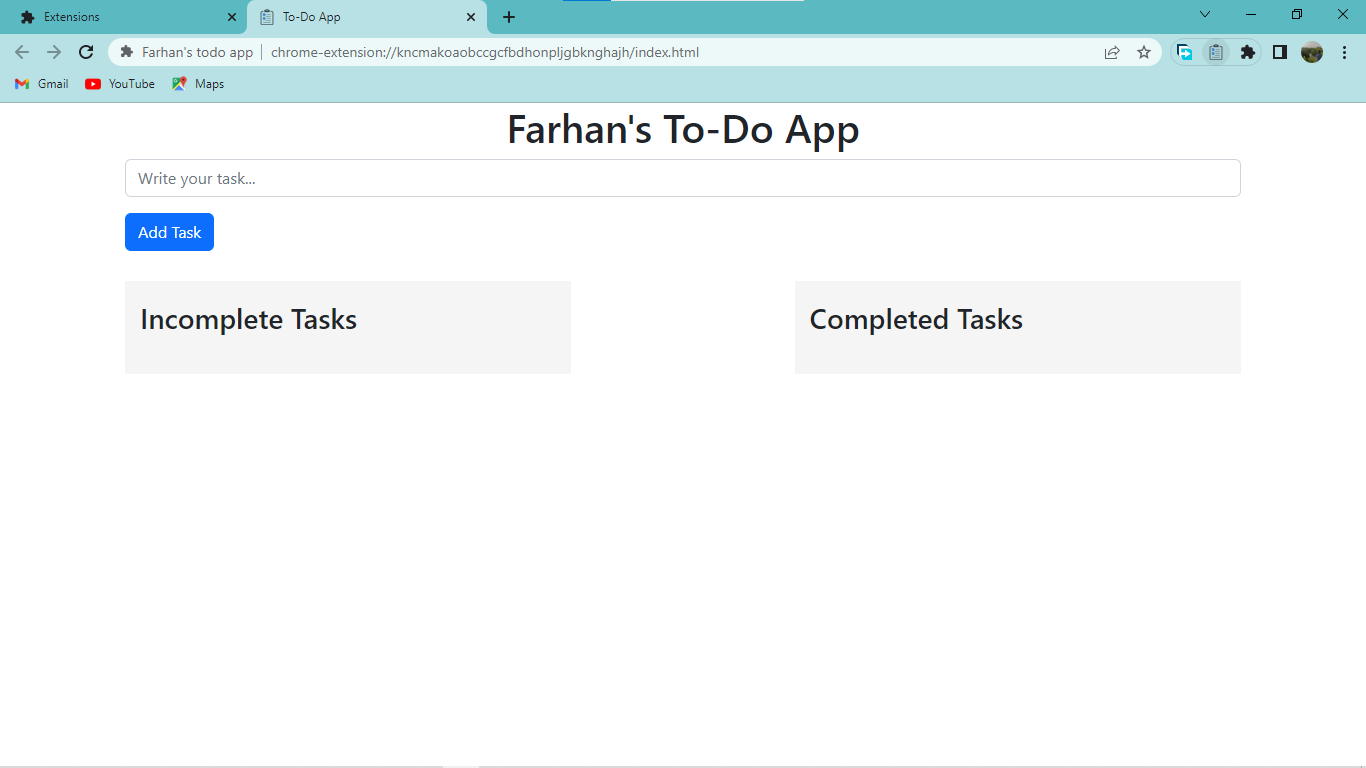 Extensions
To-Do App
Farhan's todo app
chrome-extension://kncmakoaobccgcfbdhonpljgbknghajh/index.html
Gmail
YouTube
Maps
Farhan's To-Do App
Write your task...
Add Task
Incomplete Tasks
Completed Tasks